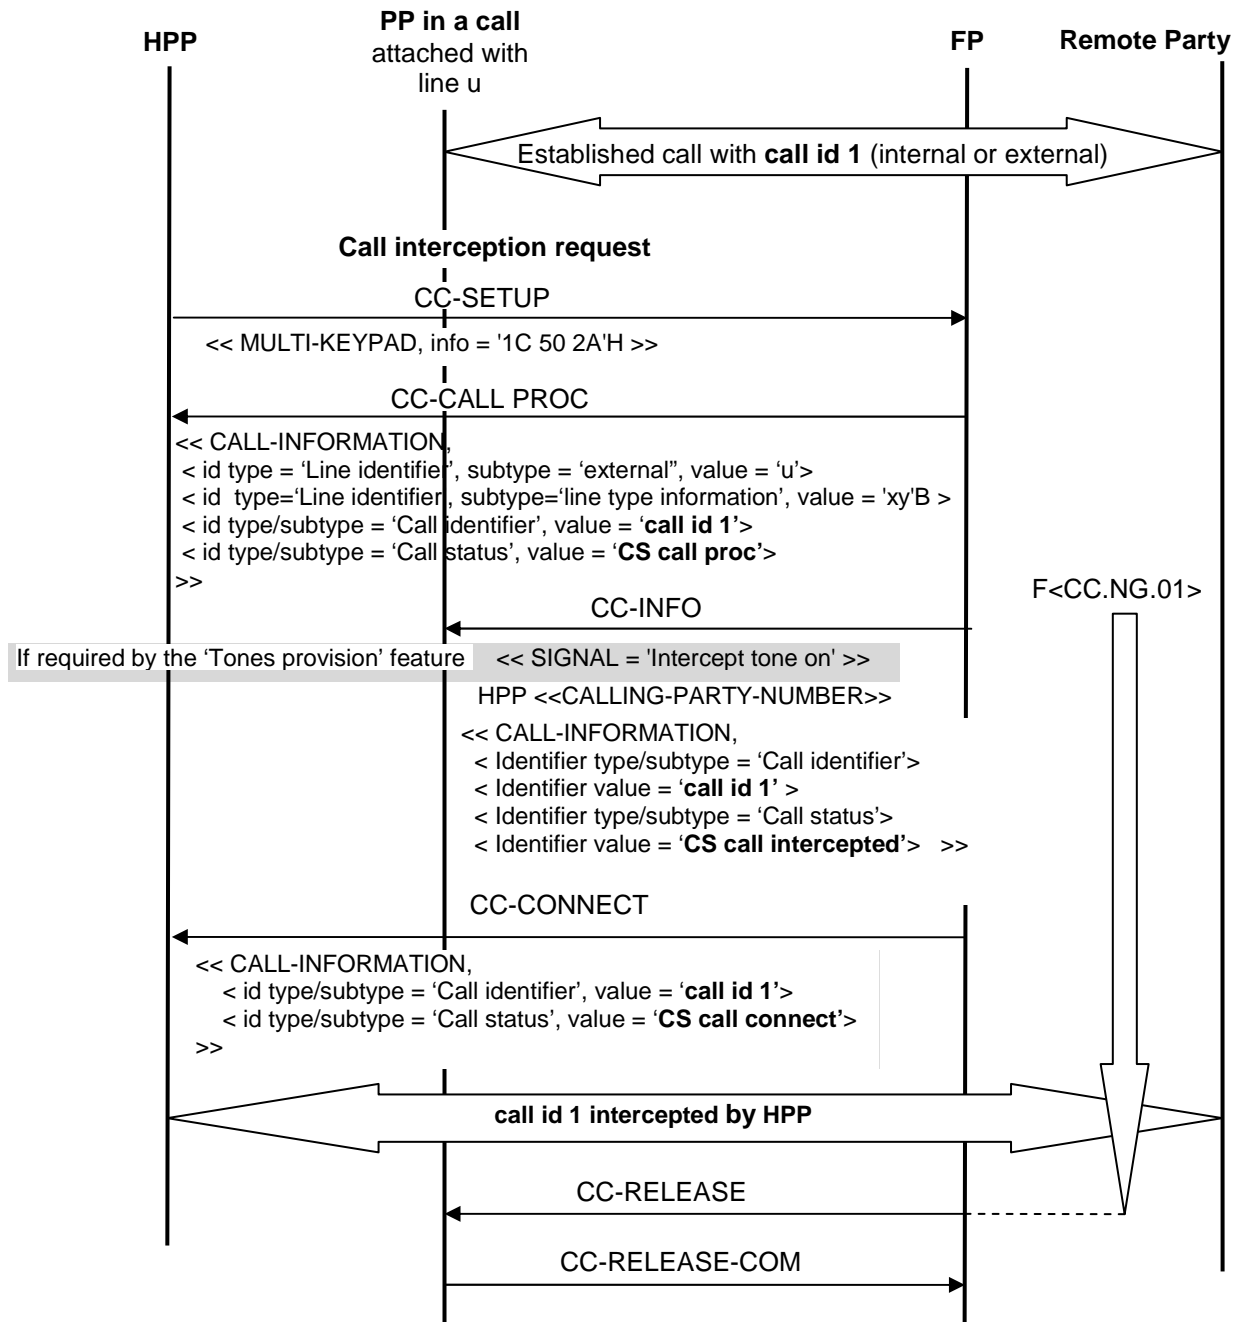 HPP
PP in a call
attached with
line u
FP
Remote Party
Established call with call id 1 (internal or external)
Call interception request
CC-SETUP
<< MULTI-KEYPAD, info = '1C 50 2A'H >>
CC-CALL PROC
<< CALL-INFORMATION,
< id type = ‘Line identifier’, subtype = ‘external”, value = ‘u’>
< id type=‘Line identifier’, subtype=‘line type information’, value = 'xy'B >
< id type/subtype = ‘Call identifier’, value = ‘call id 1’>
< id type/subtype = ‘Call status’, value = ‘CS call proc’>
>>
F<CC.NG.01>
CC-INFO
If required by the ‘Tones provision’ feature << SIGNAL = 'Intercept tone on' >>
HPP <<CALLING-PARTY-NUMBER>>
<< CALL-INFORMATION,
< Identifier type/subtype = ‘Call identifier’>
< Identifier value = ‘call id 1’ >
< Identifier type/subtype = ‘Call status’>
< Identifier value = ‘CS call intercepted’> >>
CC-CONNECT
<< CALL-INFORMATION,
< id type/subtype = ‘Call identifier’, value = ‘call id 1’>
< id type/subtype = ‘Call status’, value = ‘CS call connect’>
>>
call id 1 intercepted by HPP
CC-RELEASE
CC-RELEASE-COM